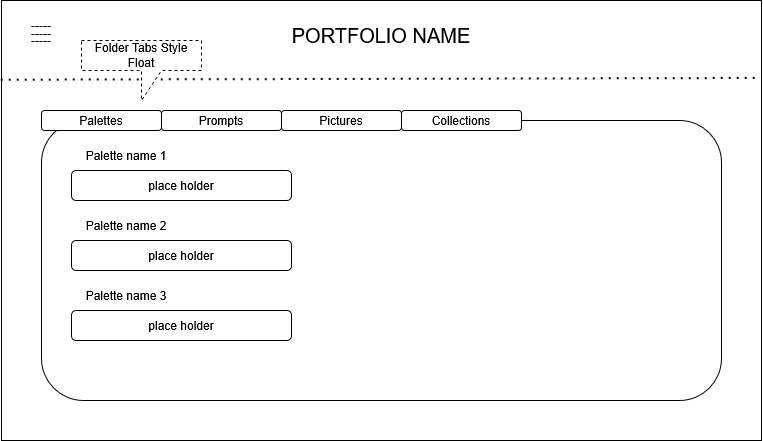 PORTFOLIO NAME
Folder Tabs Style
Float
Palettes
Prompts
Pictures
Collections
Palette name 1
place holder
Palette name 2
place holder
Palette name 3
place holder